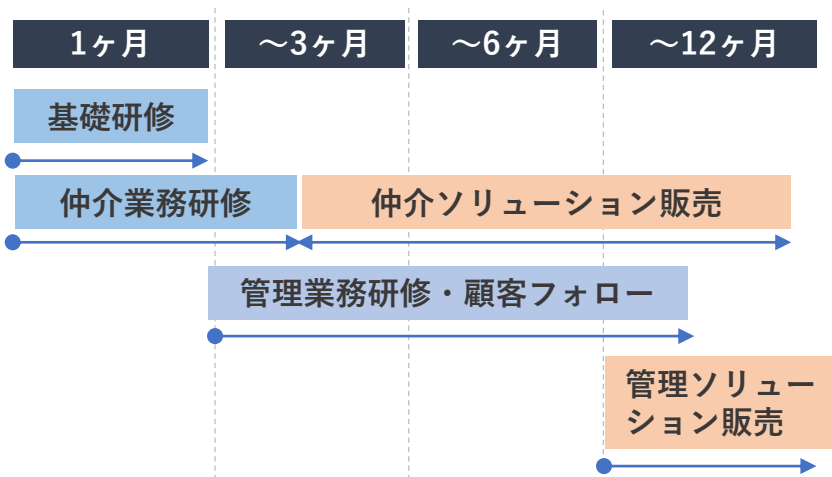 1ヶ月
～3ヶ月
～6ヶ月
～12ヶ月
基礎研修
仲介業務研修
仲介ソリューション販売
管理業務研修・顧客フォロー
管理ソリュー
ション販売